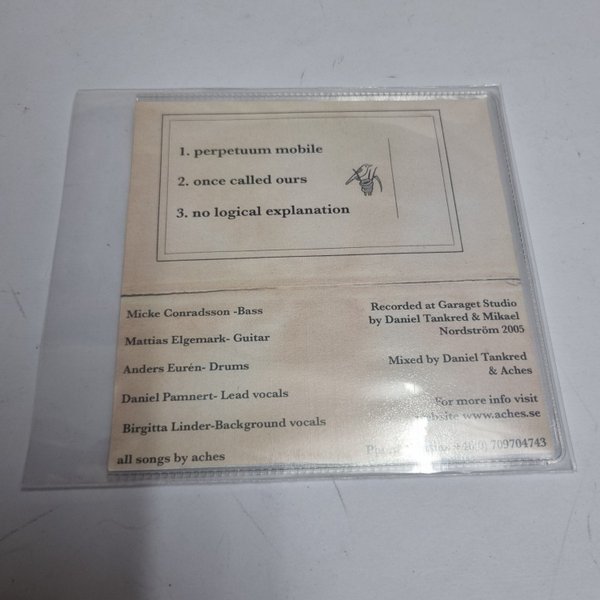 1. perpetuum mobile
2. once called ours
3. no logical explanation
Micke Conradsson -Bass
Mattias Elgemark- Guitar
Anders Eurén- Drums
Daniel Pamnert- Lead vocals
Birgitta Linder-Background vocals
all songs by aches
Recorded at Garaget Studio
by Daniel Tankred & Mikael
Nordström 2005
Mixed by Daniel Tankred
& Aches
For more info visit
website www.aches.se
709704743